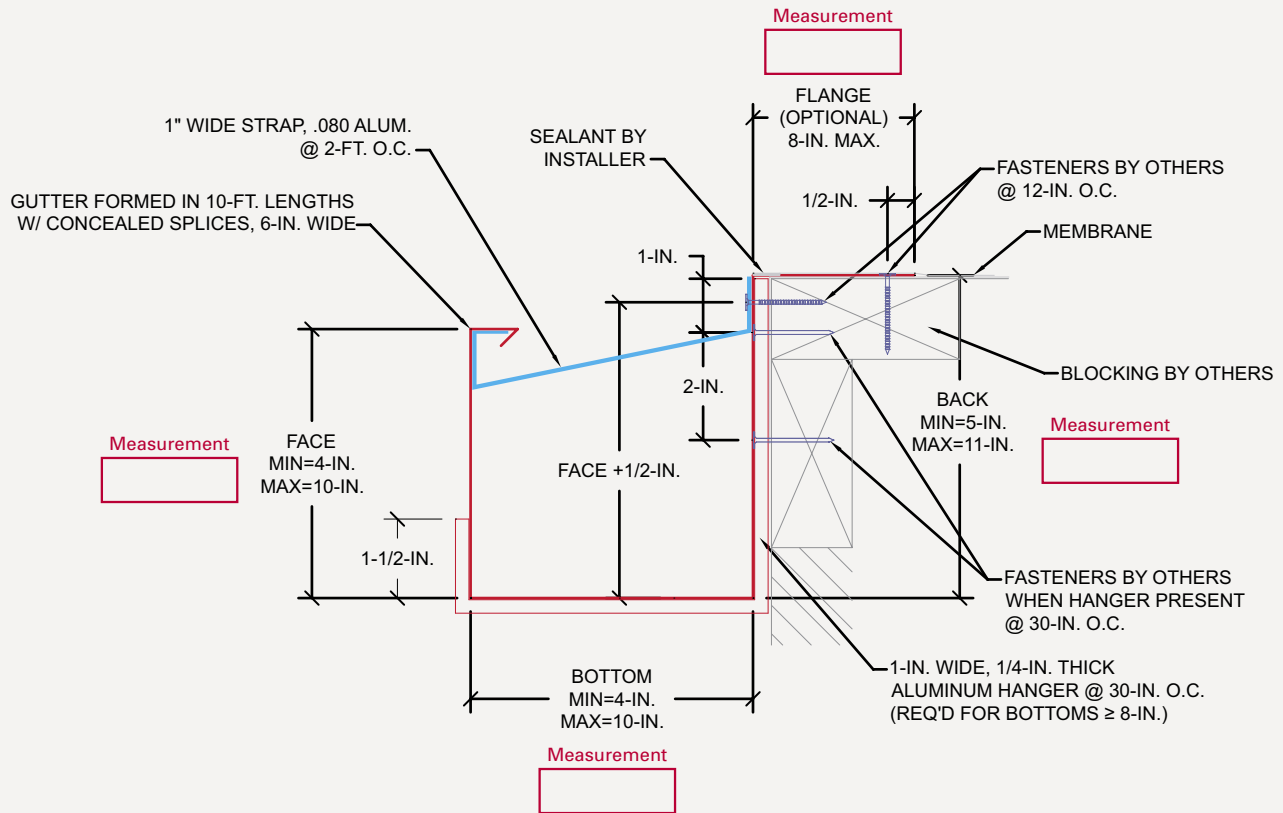 Measurement
FLANGE
(OPTIONAL)
8-IN. MAX.
1" WIDE STRAP, .080 ALUM.
@ 2-FT. O.C.
SEALANT BY
INSTALLER
FASTENERS BY OTHERS
@ 12-IN. O.C.
1/2-IN.
GUTTER FORMED IN 10-FT. LENGTHS
W/ CONCEALED SPLICES, 6-IN. WIDE
MEMBRANE
1-IN.
BLOCKING BY OTHERS
2-IN.
BACK
MIN=5-IN.
MAX=11-IN.
Measurement
Measurement
FACE
MIN=4-IN.
MAX=10-IN.
FACE +1/2-IN.
1-1/2-IN.
FASTENERS BY OTHERS
WHEN HANGER PRESENT
@ 30-IN. O.C.
1-IN. WIDE, 1/4-IN. THICK
ALUMINUM HANGER @ 30-IN. O.C.
(REQ'D FOR BOTTOMS ≥ 8-IN.)
BOTTOM
MIN=4-IN.
MAX=10-IN.
Measurement